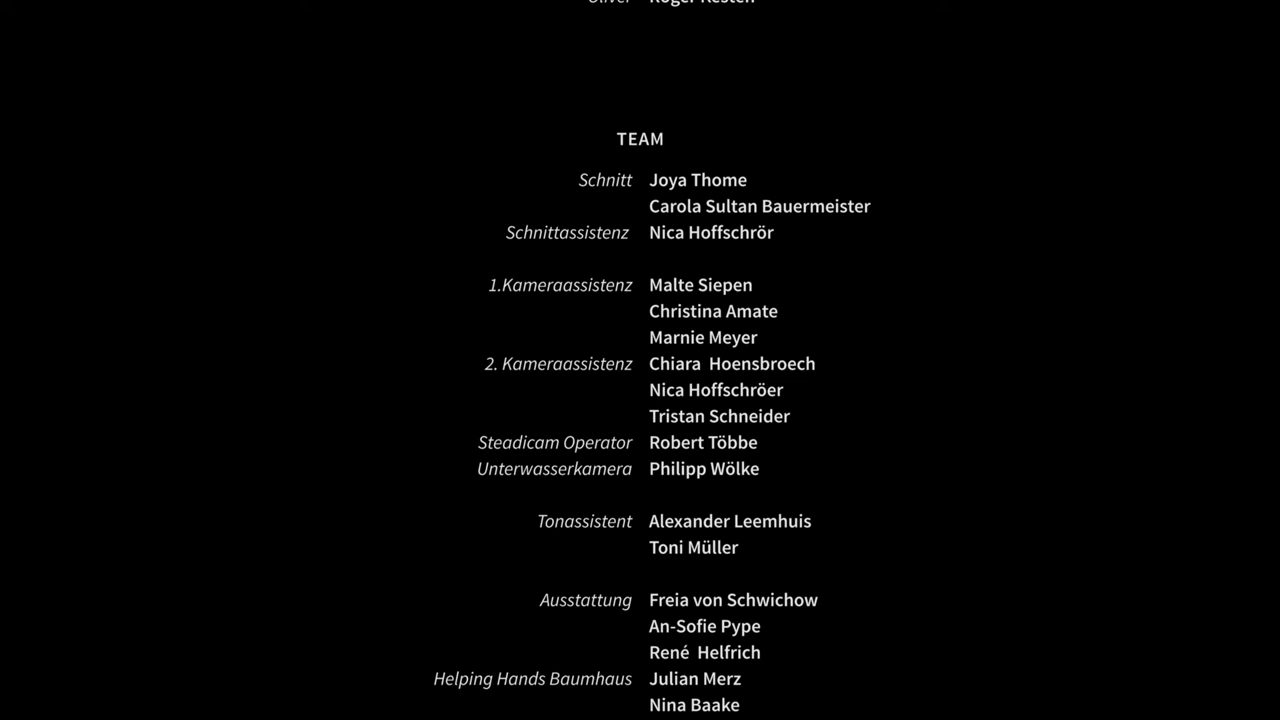 TEAM
Schnitt Joya Thome
Carola Sultan Bauermeister
Schnittassistenz Nica Hoffschrör
1.Kameraassistenz Malte Siepen
Christina Amate
Marnie Meyer
2. Kameraassistenz Chiara Hoensbroech
Nica Hoffschröer
Tristan Schneider
Steadicam Operator Robert Többe
Unterwasserkamera Philipp Wölke
Tonassistent Alexander Leemhuis
Toni Müller
Ausstattung Freia von Schwichow
An-Sofie Pype
René Helfrich
Helping Hands Baumhaus Julian Merz
Nina Baake